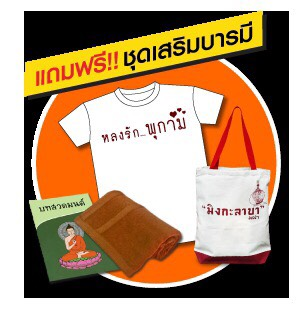 แถมฟรี!! ชุดเสริมบารมี
หลงรัก...พุกาม
"มิงกะลาบา"
บทสวดมนต์